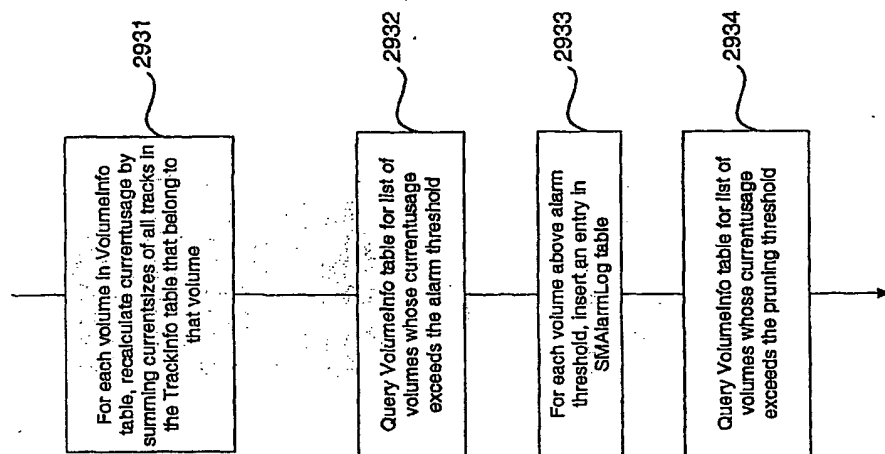 2931
For each volume in VolumeInfo
table, recalculate currentusage by
summing currentsizes of all tracks in
the TrackInfo table that belong to
that volume
2932
Query VolumeInfo table for list of
volumes whose currentusage
exceeds the alarm threshold
2933
For each volume above alarm
threshold, insert an entry in
SMAlarmLog table
2934
Query VolumeInfo table for list of
volumes whose currentusage
exceeds the pruning threshold